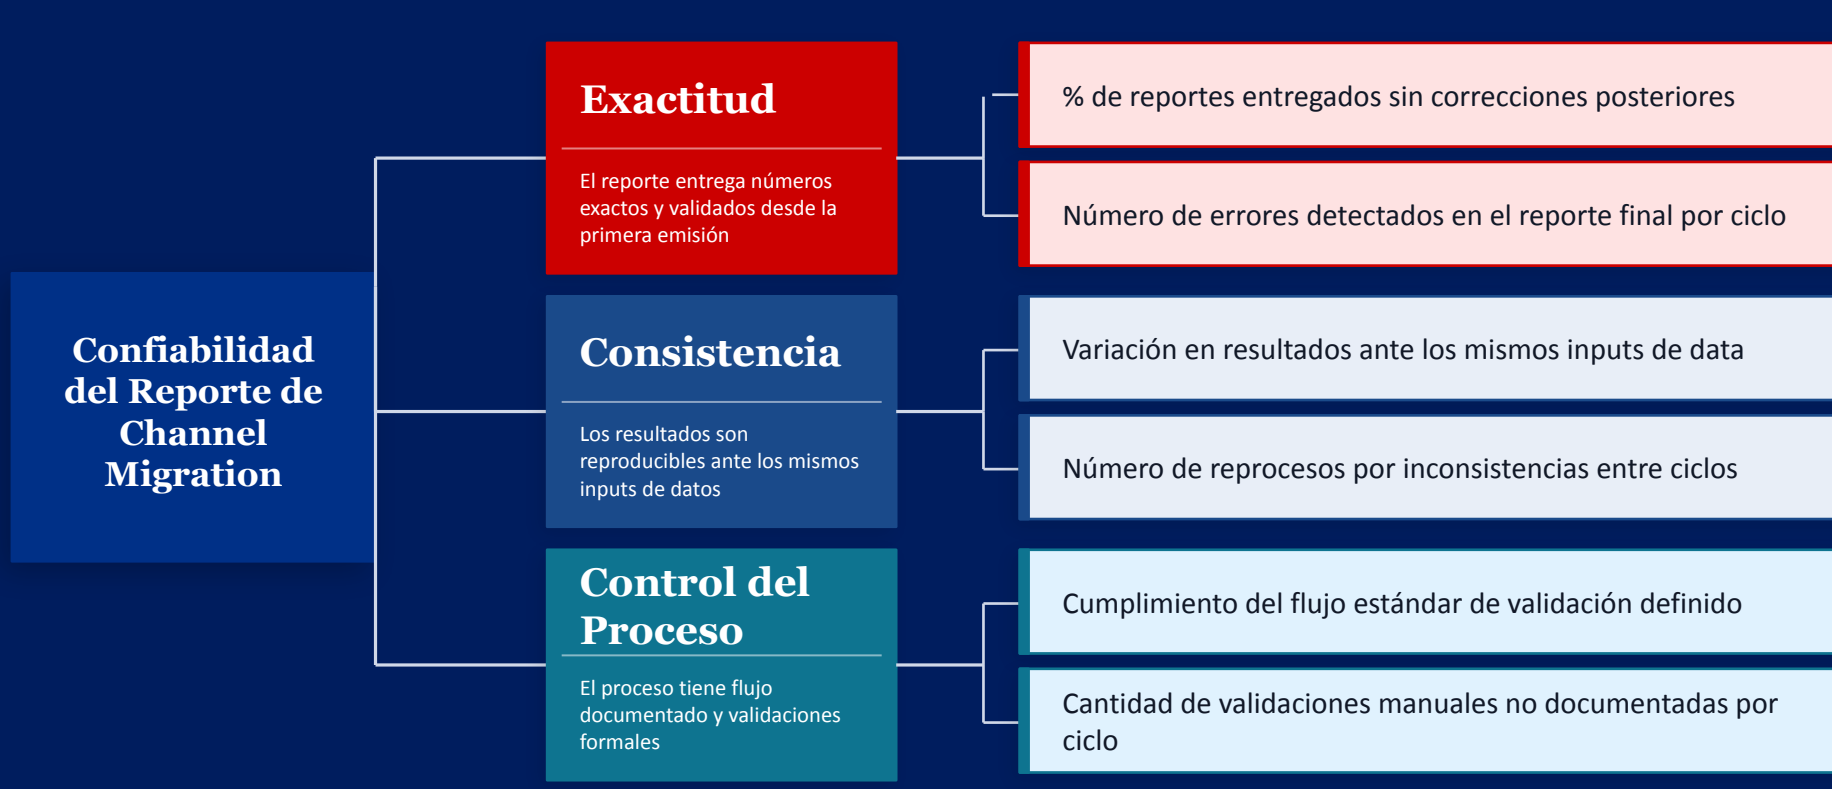 Confiabilidad
del Reporte de
Channel
Migration
Exactitud
El reporte entrega números
exactos y validados desde la
primera emisión
% de reportes entregados sin correcciones posteriores
Número de errores detectados en el reporte final por ciclo
Consistencia
Los resultados son
reproducibles ante los mismos
inputs de datos
Variación en resultados ante los mismos inputs de data
Número de reprocesos por inconsistencias entre ciclos
Control del
Proceso
El proceso tiene flujo
documentado y validaciones
formales
Cumplimiento del flujo estándar de validación definido
Cantidad de validaciones manuales no documentadas por
ciclo